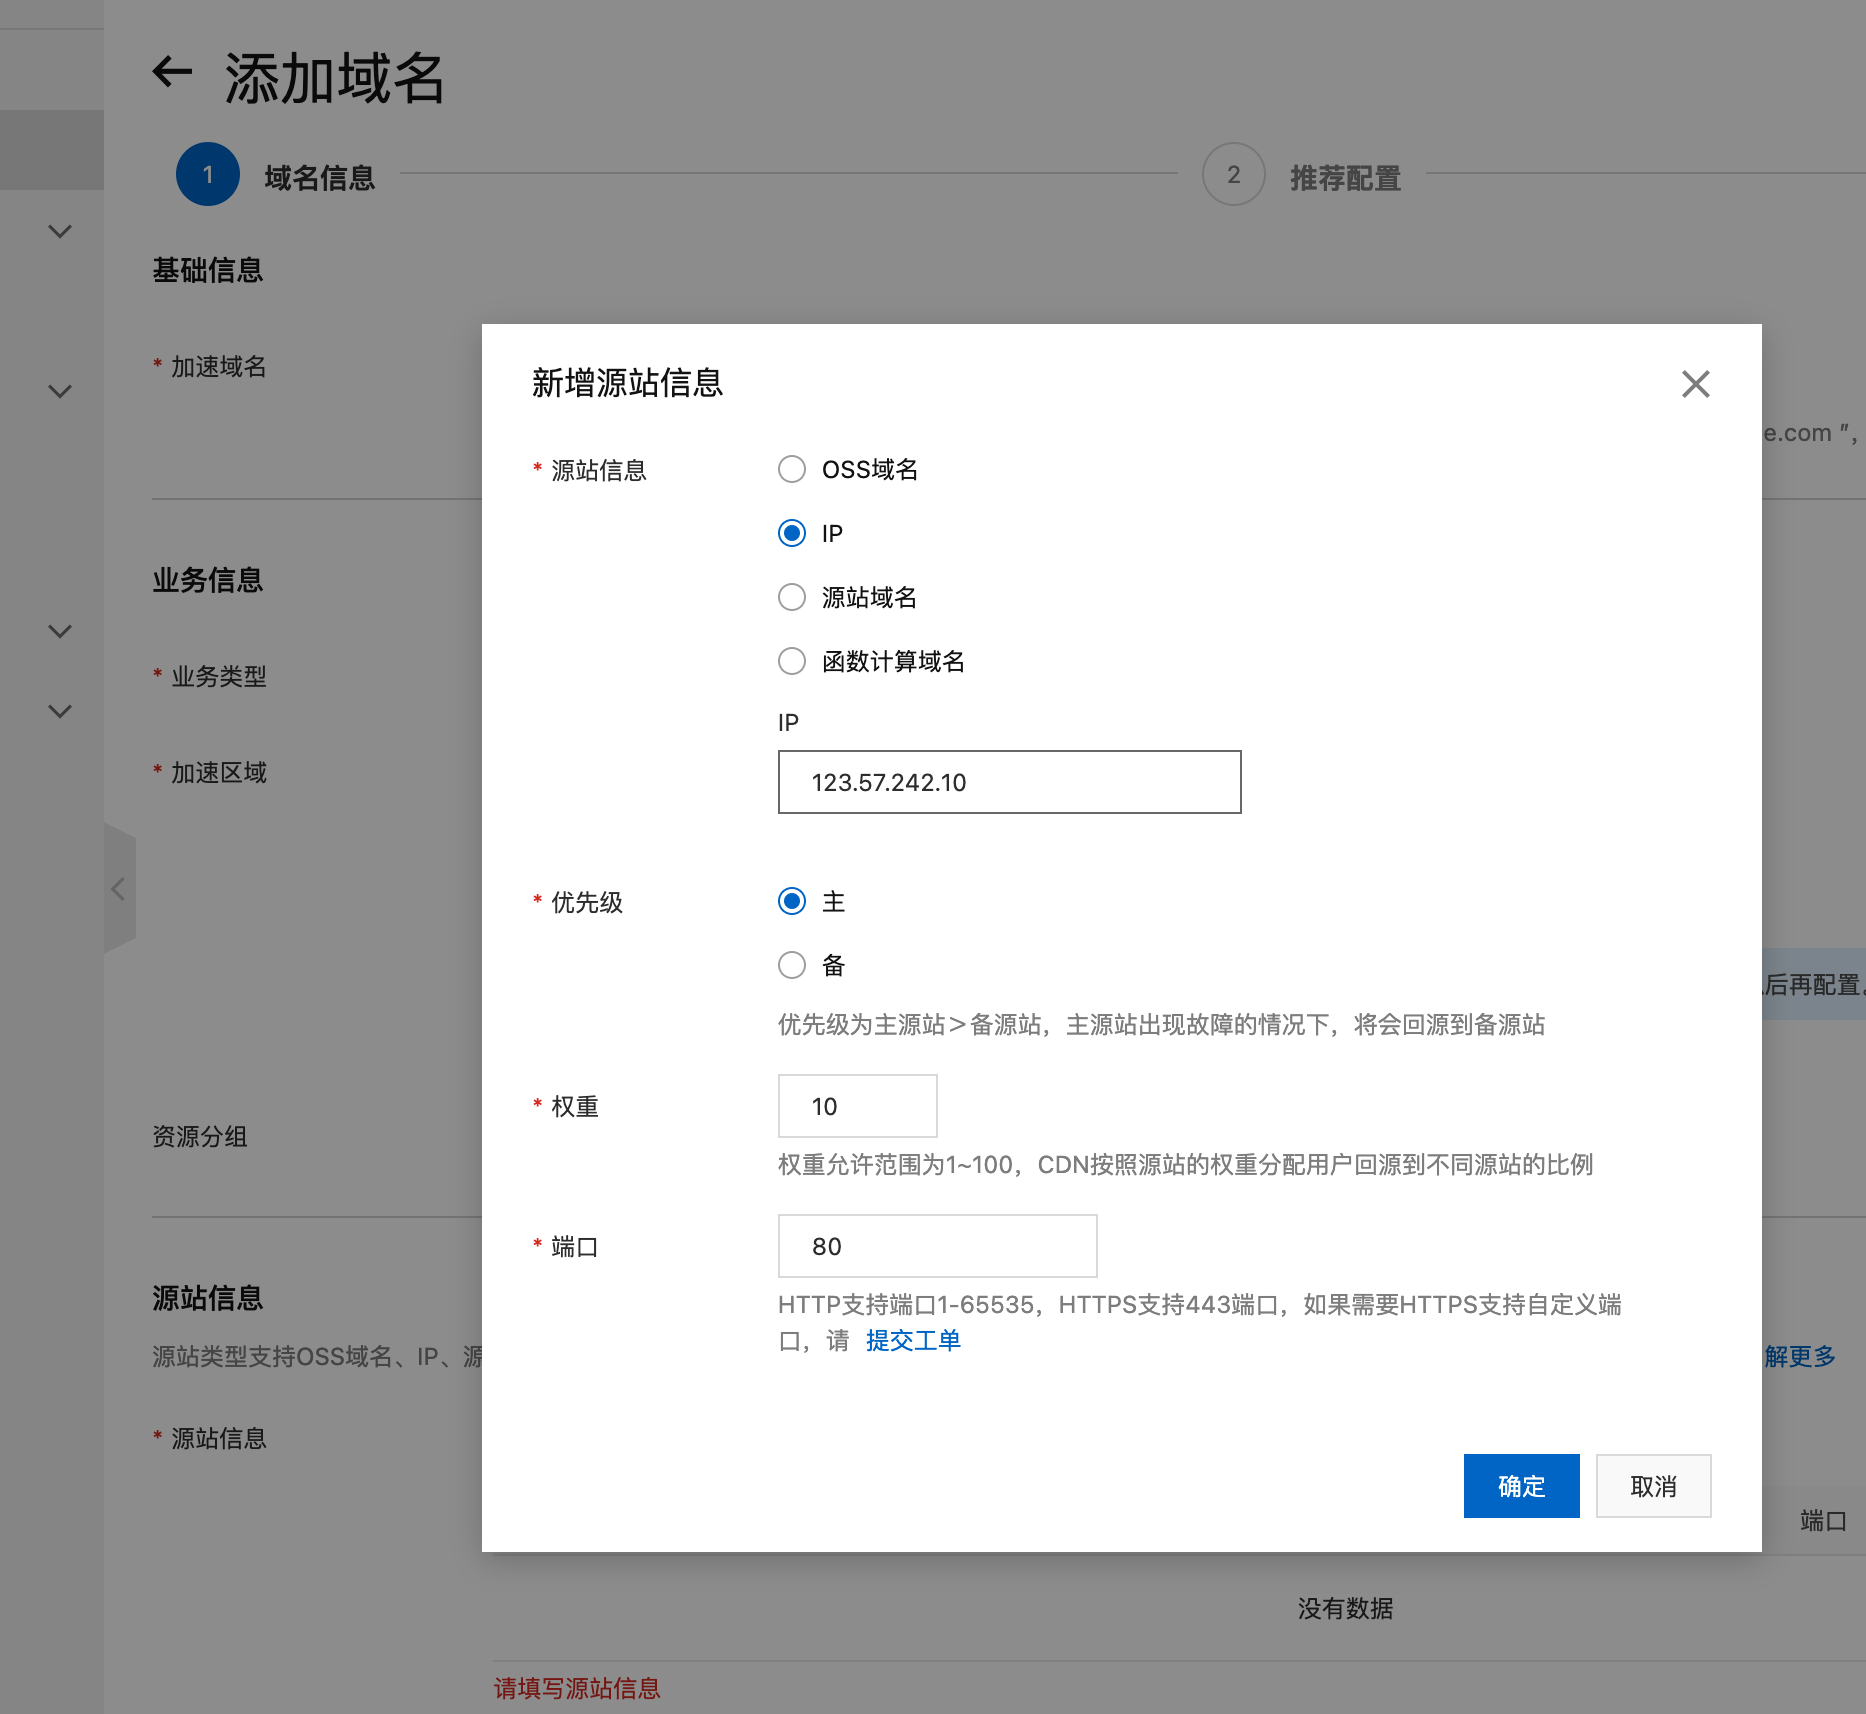 添加域名
1 域名信息
2 推荐配置
基础信息
* 加速域名
e.com ",
业务信息
* 业务类型
* 加速区域
后再配置。
资源分组
源站信息
源站类型支持OSS域名、IP、源
解更多
* 源站信息
端口
没有数据
请填写源站信息
新增源站信息
* 源站信息
OSS域名
IP
源站域名
函数计算域名
IP
123.57.242.10
* 优先级
主
备
优先级为主源站＞备源站，主源站出现故障的情况下，将会回源到备源站
* 权重
10
权重允许范围为1~100，CDN按照源站的权重分配用户回源到不同源站的比例
* 端口
80
HTTP支持端口1-65535，HTTPS支持443端口，如果需要HTTPS支持自定义端
口，请 提交工单
确定
取消